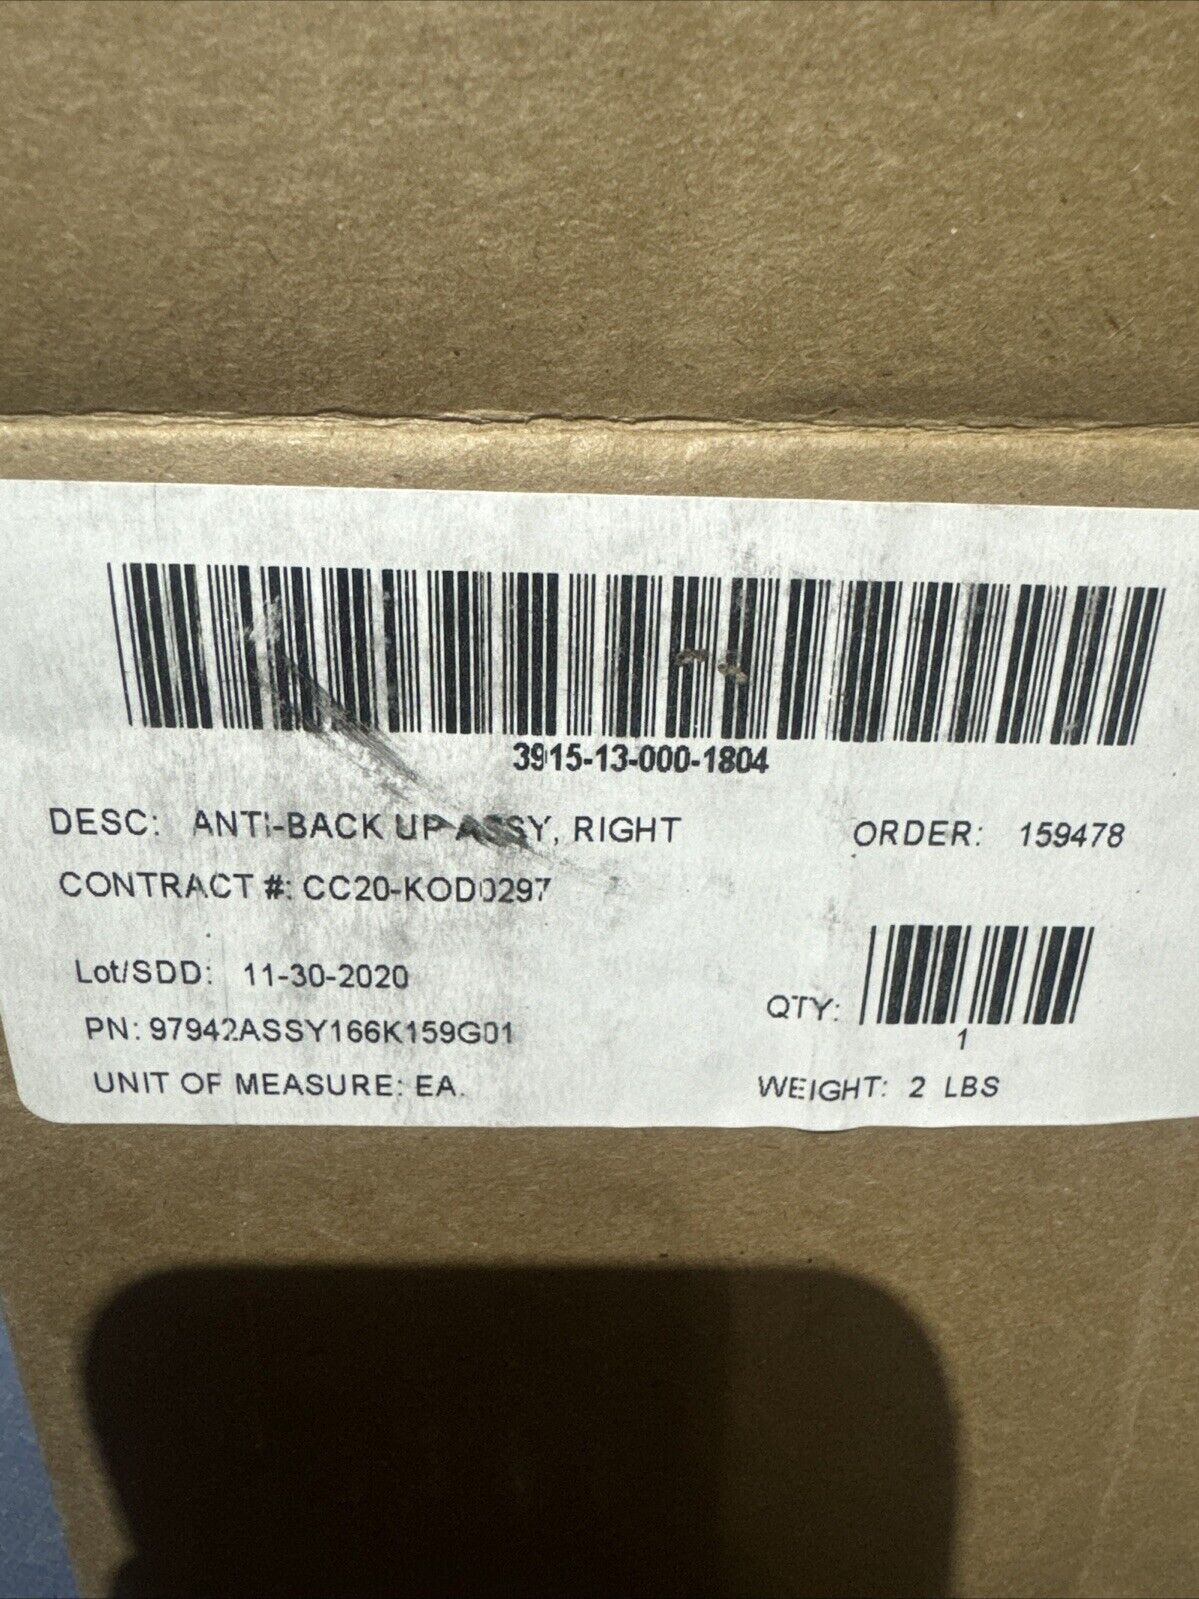 3915-13-000-1804
DESC: ANTI-BACK UP ASSY, RIGHT
ORDER: 159478
CONTRACT #: CC20-KOD0297
Lot/SDD: 11-30-2020
QTY: 1
PN: 97942ASSY166K159G01
UNIT OF MEASURE: EA.
WEIGHT: 2 LBS